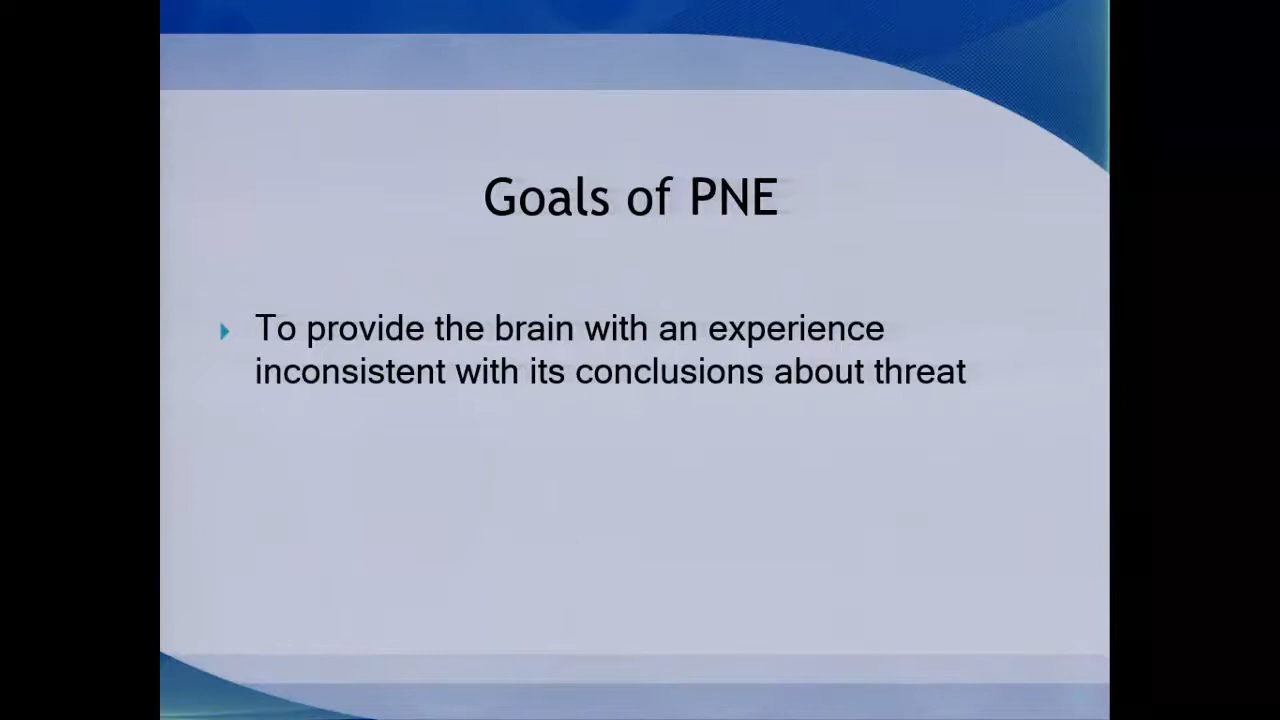 Goals of PNE
To provide the brain with an experience
inconsistent with its conclusions about threat